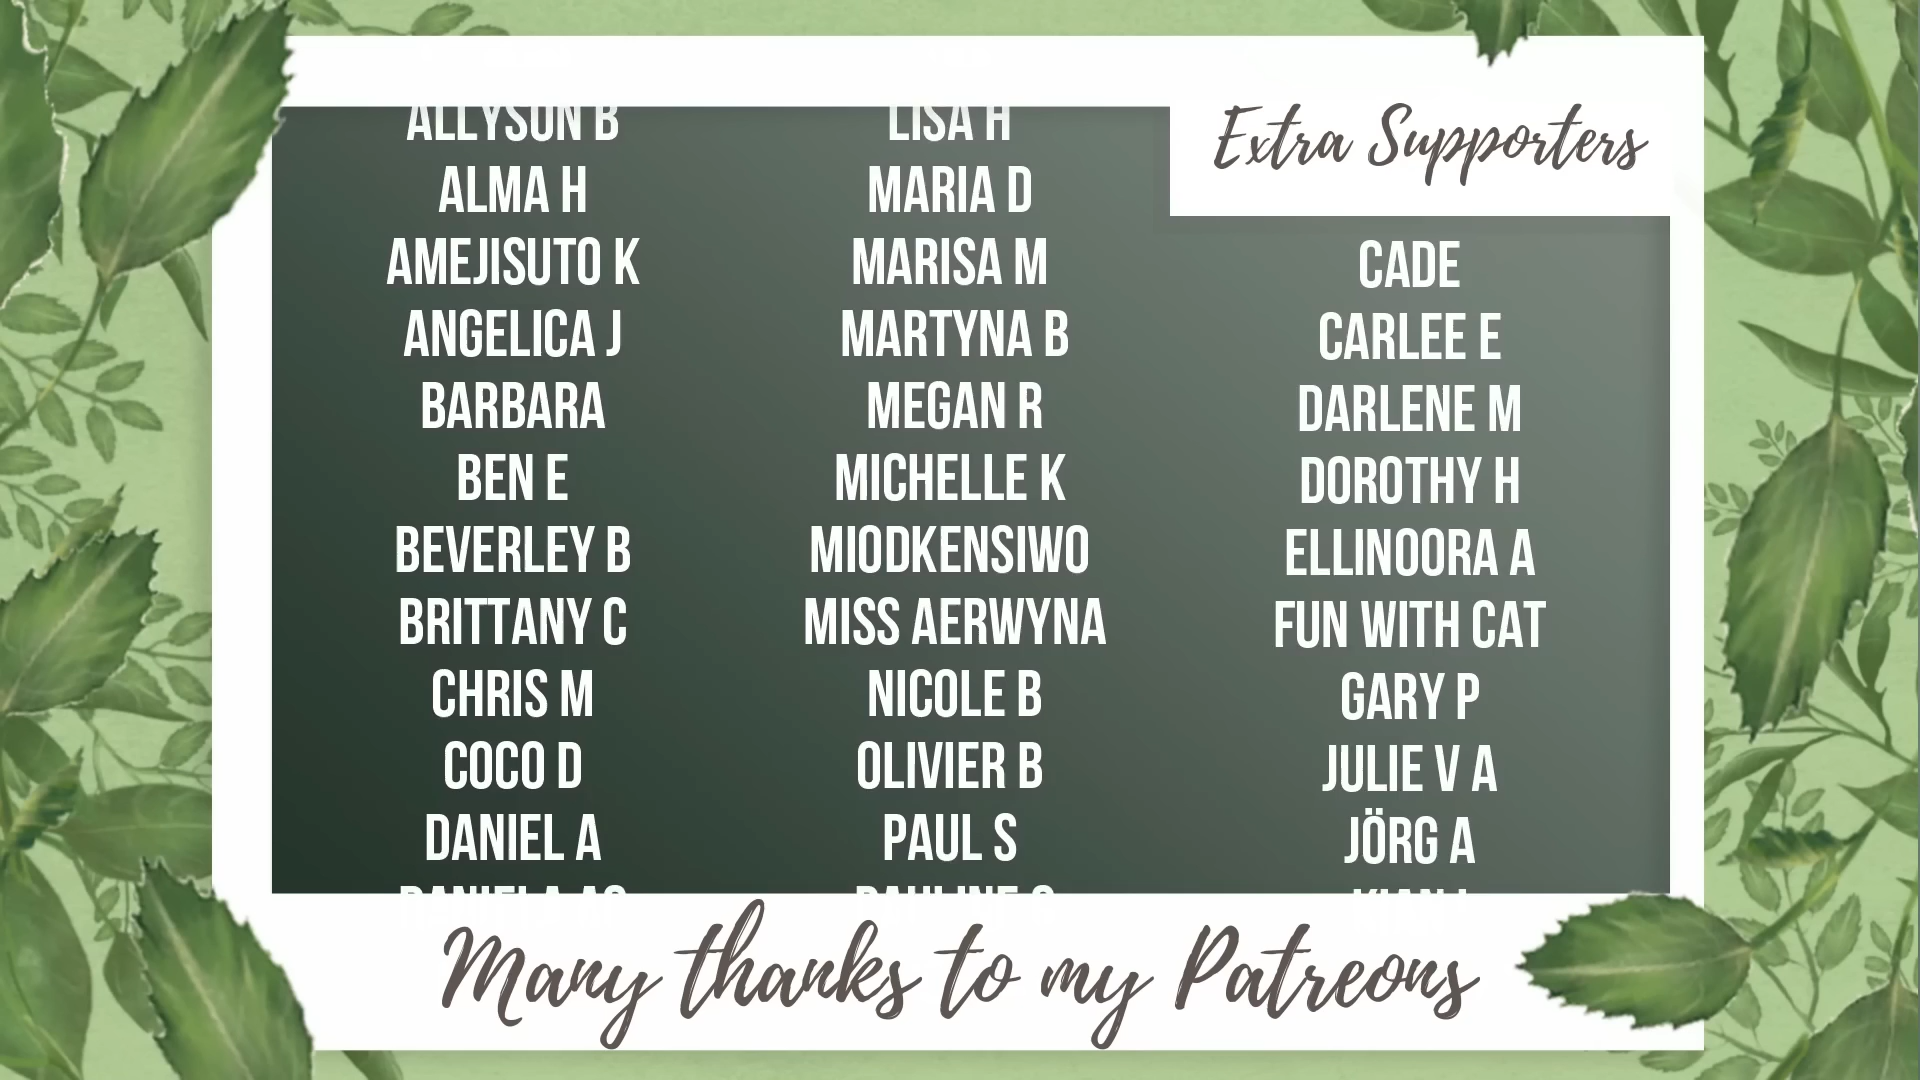 ALLYSON B
ALMA H
AMEJISUTO K
ANGELICA J
BARBARA
BEN E
BEVERLEY B
BRITTANY C
CHRIS M
COCO D
DANIEL A
LISA H
MARIA D
MARISA M
MARTYNA B
MEGAN R
MICHELLE K
MIODKENSIWO
MISS AERWYNA
NICOLE B
OLIVIER B
PAUL S
Extra Supporters
CADE
CARLEE E
DARLENE M
DOROTHY H
ELLINOORA A
FUN WITH CAT
GARY P
JULIE V A
JÖRG A
Many thanks to my Patreons